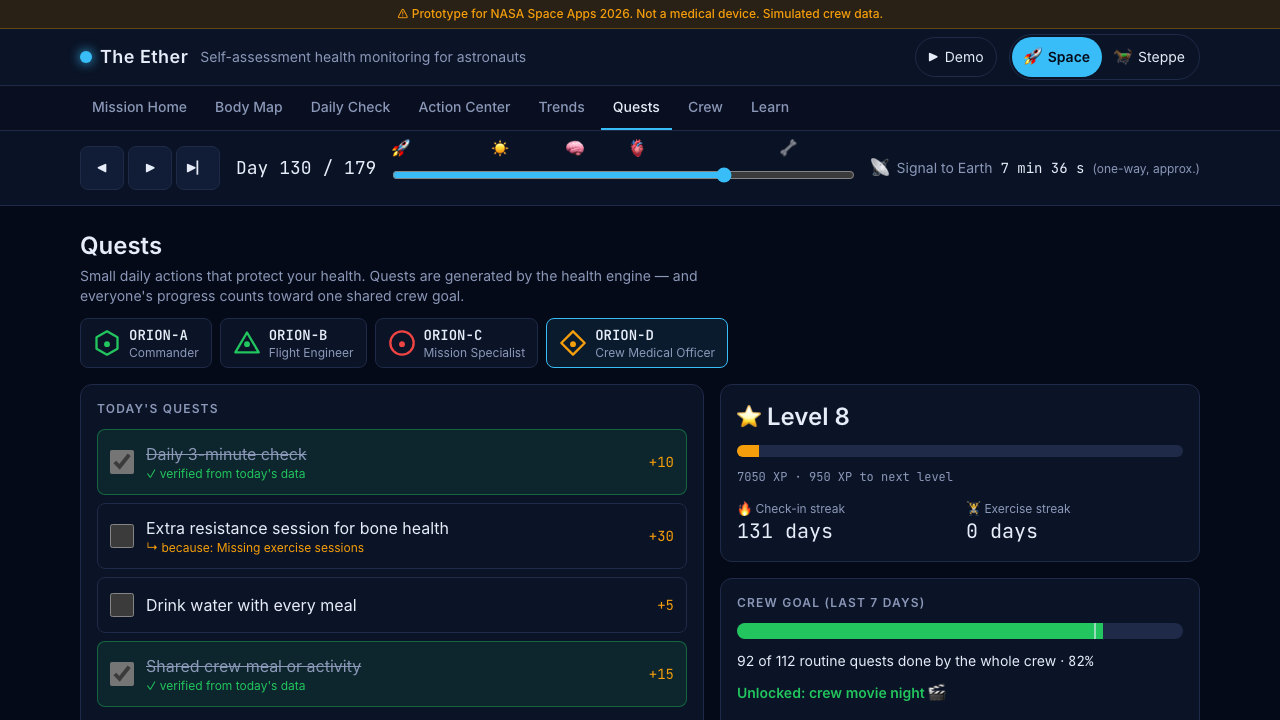 ⚠ Prototype for NASA Space Apps 2026. Not a medical device. Simulated crew data.
The Ether
Self-assessment health monitoring for astronauts
▶ Demo
🚀 Space
🐎 Steppe
Mission Home
Body Map
Daily Check
Action Center
Trends
Quests
Crew
Learn
Day 130 / 179
📡 Signal to Earth 7 min 36 s (one-way, approx.)
Quests
Small daily actions that protect your health. Quests are generated by the health engine — and
everyone's progress counts toward one shared crew goal.
ORION-A
Commander
ORION-B
Flight Engineer
ORION-C
Mission Specialist
ORION-D
Crew Medical Officer
TODAY'S QUESTS
Daily 3-minute check
✓ verified from today's data
+10
Extra resistance session for bone health
↳ because: Missing exercise sessions
+30
Drink water with every meal
+5
Shared crew meal or activity
✓ verified from today's data
+15
⭐ Level 8
7050 XP · 950 XP to next level
🔥 Check-in streak
131 days
🏋 Exercise streak
0 days
CREW GOAL (LAST 7 DAYS)
92 of 112 routine quests done by the whole crew · 82%
Unlocked: crew movie night 🎬